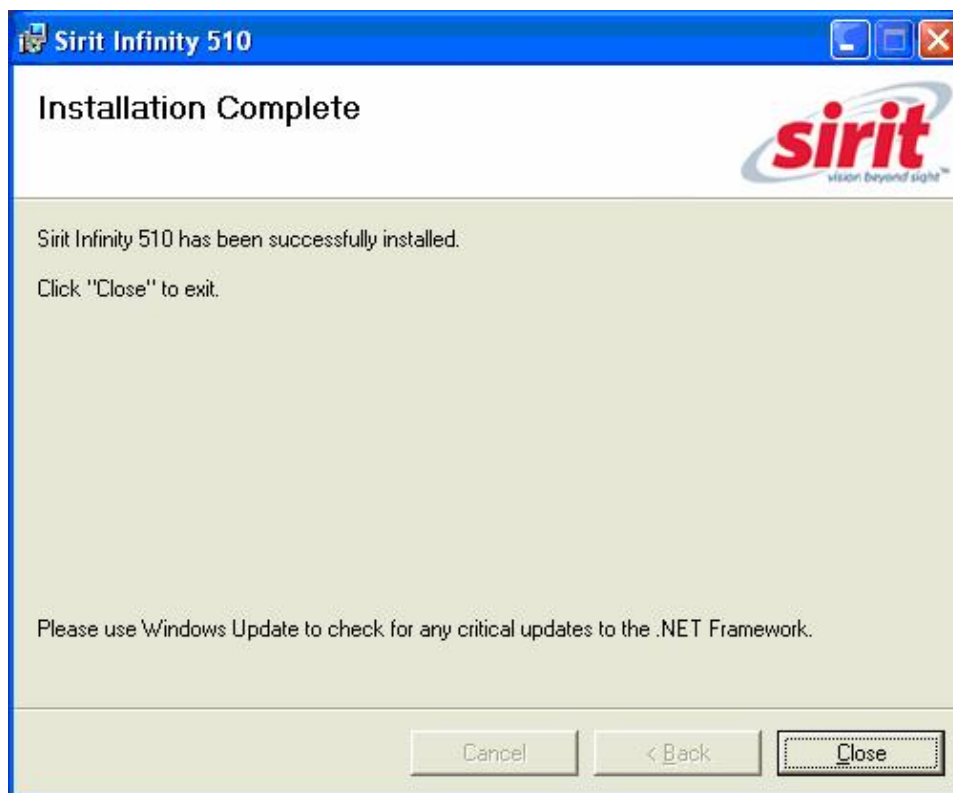 Sirit Infinity 510
Installation Complete
sirit
vision beyond sight™
Sirit Infinity 510 has been successfully installed.
Click "Close" to exit.
Please use Windows Update to check for any critical updates to the .NET Framework.
Cancel
< Back
Close